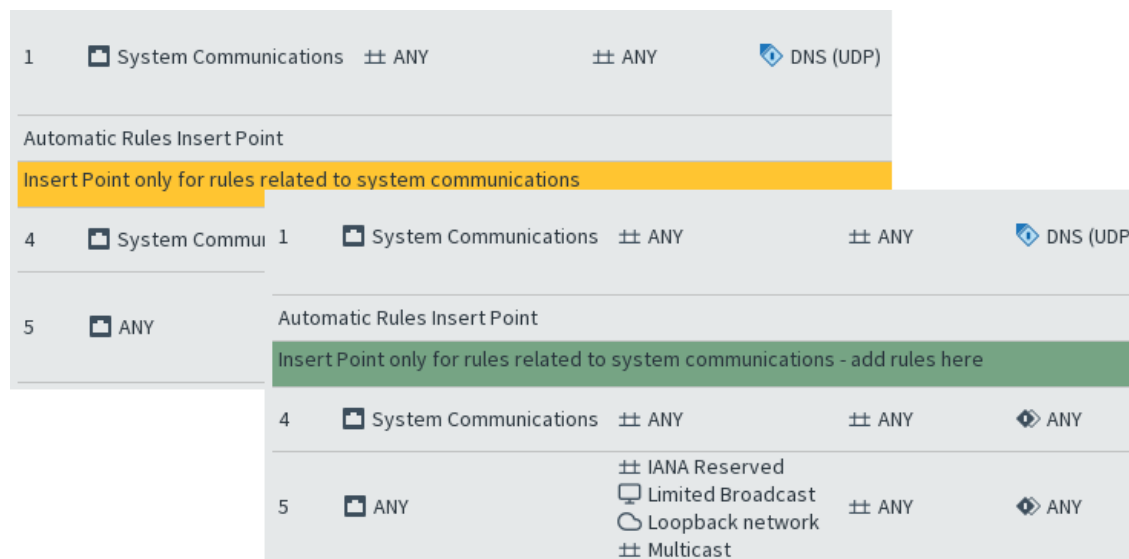 1 System Communications ANY ANY DNS (UDP)
Automatic Rules Insert Point
Insert Point only for rules related to system communications
4 System Commu
5 ANY
1 System Communications ANY ANY DNS (UDP
Automatic Rules Insert Point
Insert Point only for rules related to system communications - add rules here
4 System Communications ANY ANY ANY
IANA Reserved
Limited Broadcast
5 ANY ANY ANY
Loopback network
Multicast